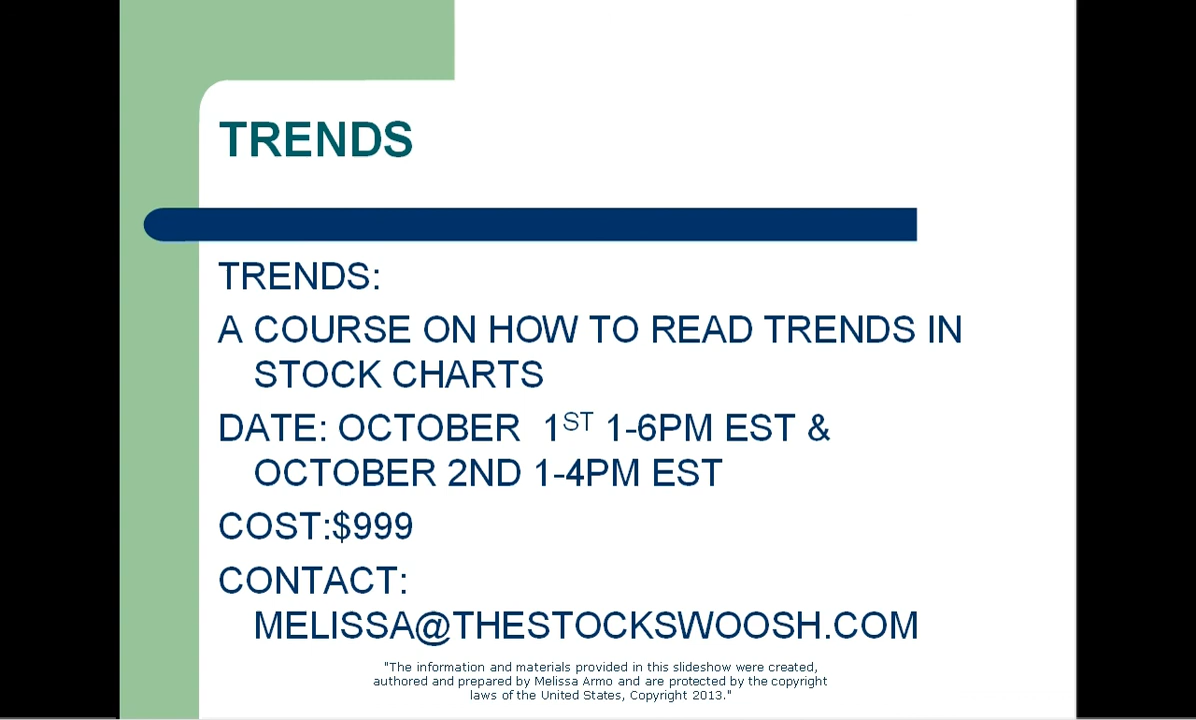 TRENDS
TRENDS:
A COURSE ON HOW TO READ TRENDS IN
STOCK CHARTS
DATE: OCTOBER  1ST 1-6PM EST &
OCTOBER 2ND 1-4PM EST
COST:$999
CONTACT:
MELISSA@THESTOCKSWOOSH.COM
"The information and materials provided in this slideshow were created,
authored and prepared by Melissa Armo and are protected by the copyright
laws of the United States, Copyright 2013."